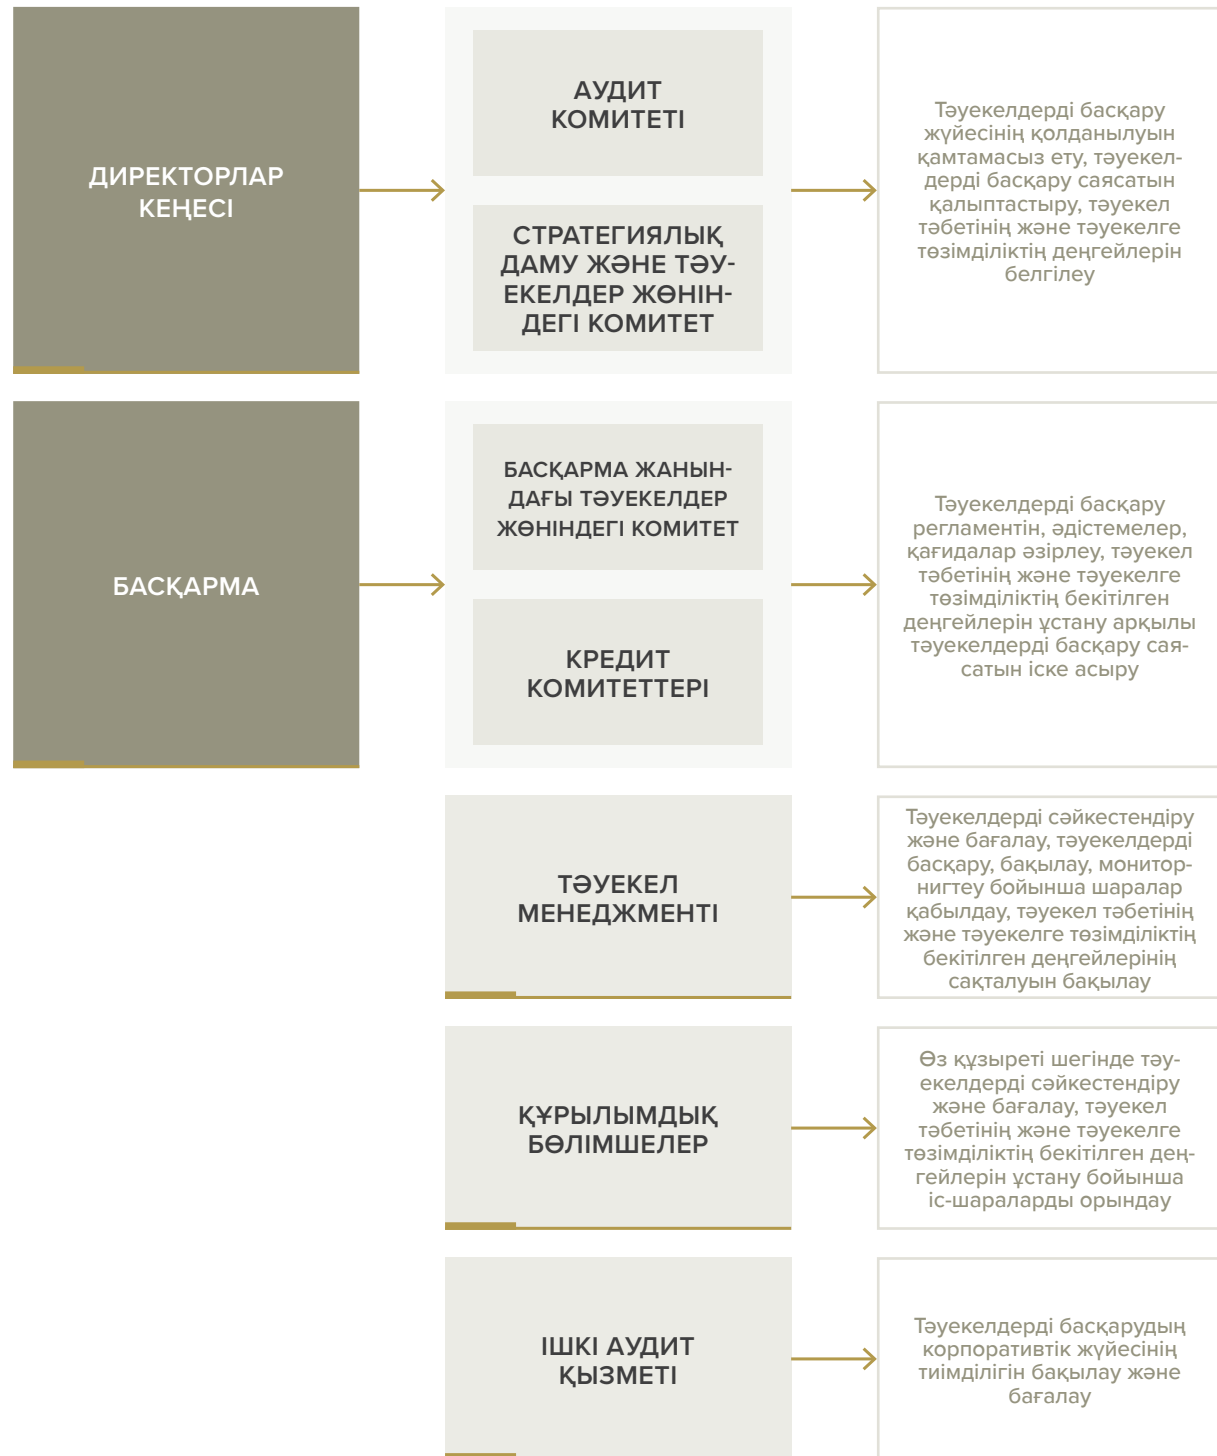 ДИРЕКТОРЛАР
КЕҢЕСІ
АУДИТ
КОМИТЕТІ
СТРАТЕГИЯЛЫҚ
ДАМУ ЖӘНЕ ТӘУ-
ЕКЕЛДЕР ЖӨНІН-
ДЕГІ КОМИТЕТ
Тәуекелдерді басқару
жүйесінің қолданылуын
қамтамасыз ету, тәуекел-
дерді басқару саясатын
қалыптастыру, тәуекел
тәбетінің және тәуекелге
төзімділіктің деңгейлерін
белгілеу
БАСҚАРМА
БАСҚАРМА ЖАНЫН-
ДАҒЫ ТӘУЕКЕЛДЕР
ЖӨНІНДЕГІ КОМИТЕТ
КРЕДИТ
КОМИТЕТТЕРІ
Тәуекелдерді басқару
регламентін, әдістемелер,
қағидалар әзірлеу, тәуекел
тәбетінің және тәуекелге
төзімділіктің бекітілген
деңгейлерін ұстану арқылы
тәуекелдерді басқару сая-
сатын іске асыру
ТӘУЕКЕЛ
МЕНЕДЖМЕНТІ
Тәуекелдерді сәйкестендіру
және бағалау, тәуекелдерді
басқару, бақылау, монитор-
нигтеу бойынша шаралар
қабылдау, тәуекел тәбетінің
және тәуекелге төзімділіктің
бекітілген деңгейлерінің
сақталуын бақылау
ҚҰРЫЛЫМДЫҚ
БӨЛІМШЕЛЕР
Өз құзыреті шегінде тәу-
екелдерді сәйкестендіру
және бағалау, тәуекел
тәбетінің және тәуекелге
төзімділіктің бекітілген дең-
гейлерін ұстану бойынша
іс-шараларды орындау
ІШКІ АУДИТ
ҚЫЗМЕТІ
Тәуекелдерді басқарудың
корпоративтік жүйесінің
тиімділігін бақылау және
бағалау